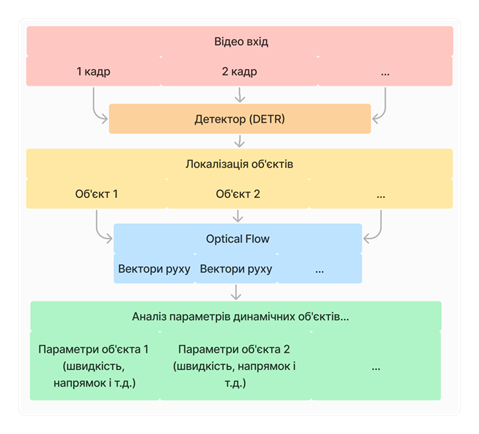 Відео вхід
1 кадр
2 кадр
...
Детектор (DETR)
Локалізація об'єктів
Об'єкт 1
Об'єкт 2
...
Optical Flow
Вектори руху
Вектори руху
...
Аналіз параметрів динамічних об'єктів...
Параметри об'єкта 1
(швидкість,
напрямок і т.д.)
Параметри об'єкта 2
(швидкість, напрямок і
т.д.)
...